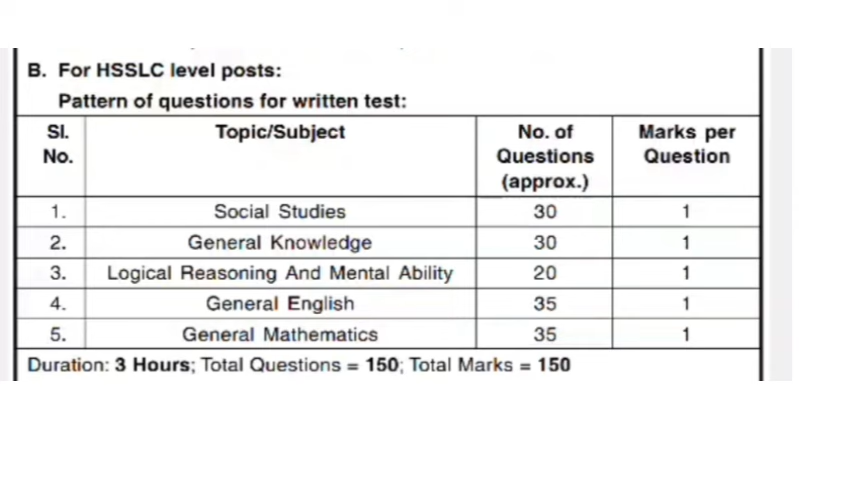 B. For HSSLC level posts:
Pattern of questions for written test:
Sl. No. Topic/Subject No. of Questions (approx.) Marks per Question
1. Social Studies 30 1
2. General Knowledge 30 1
3. Logical Reasoning And Mental Ability 20 1
4. General English 35 1
5. General Mathematics 35 1
Duration: 3 Hours; Total Questions = 150; Total Marks = 150